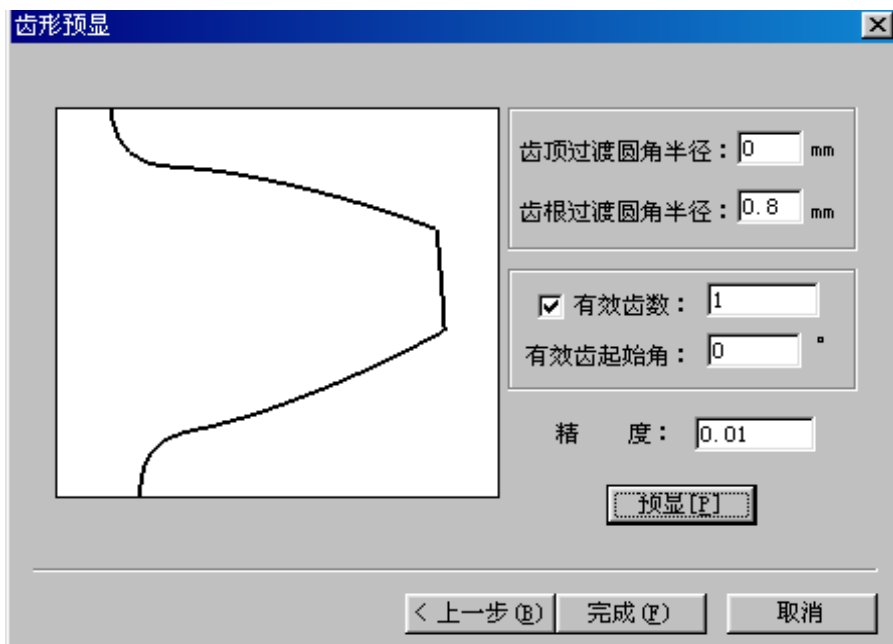 齿形预显
齿顶过渡圆角半径：0 mm
齿根过渡圆角半径：0.8 mm
有效齿数：1
有效齿起始角：0 °
精 度：0.01
预显[P]
< 上一步(B) 完成(F) 取消